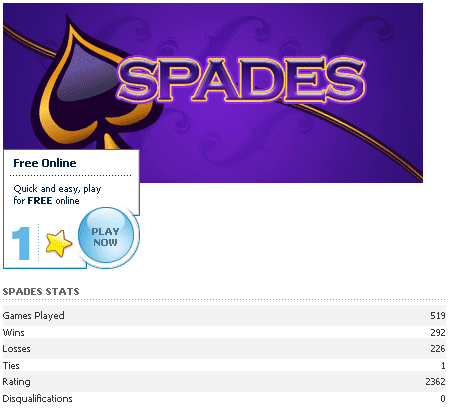 SPADES
Free Online
Quick and easy, play
for FREE online
1
PLAY
NOW
SPADES STATS
Games Played 519
Wins 292
Losses 226
Ties 1
Rating 2362
Disqualifications 0